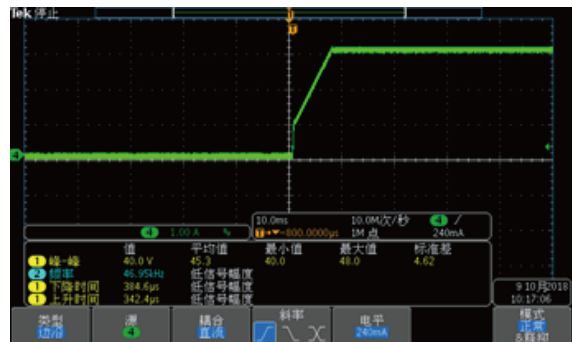 Tek 停止
4 1.00 A
10.0ms 10.0M次/秒 4 /
-800.0000µs 1M 点 240mA
值 平均值 最小值 最大值 标准差
1 峰-峰 40.0 V 45.3 40.0 48.0 4.62
2 频率 46.95kHz 低信号幅度
1 下降时间 384.6µs 低信号幅度
1 上升时间 342.4µs 低信号幅度
9 10月2018
10:17:06
类型 源 耦合 斜率 电平 模式
边沿 4 直流 240mA 正常
&释抑